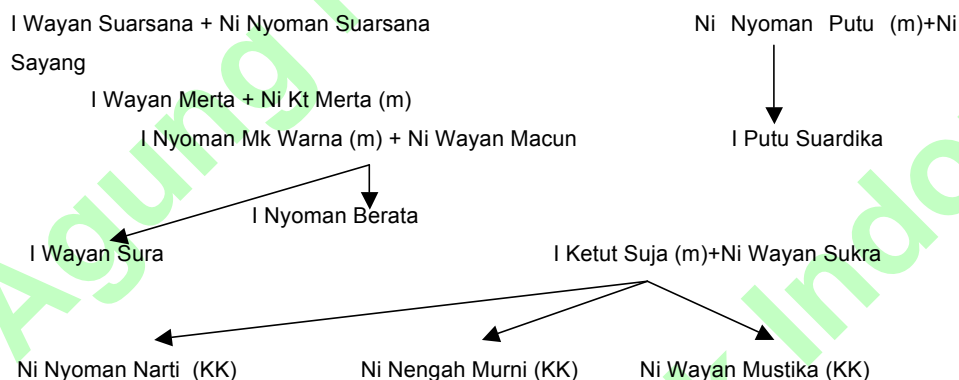 I Wayan Suarsana + Ni Nyoman Suarsana Ni Nyoman Putu (m)+Ni
Sayang
I Wayan Merta + Ni Kt Merta (m)
I Nyoman Mk Warna (m) + Ni Wayan Macun I Putu Suardika
I Nyoman Berata
I Wayan Sura I Ketut Suja (m)+Ni Wayan Sukra
Ni Nyoman Narti (KK) Ni Nengah Murni (KK) Ni Wayan Mustika (KK)
Agung
Indo